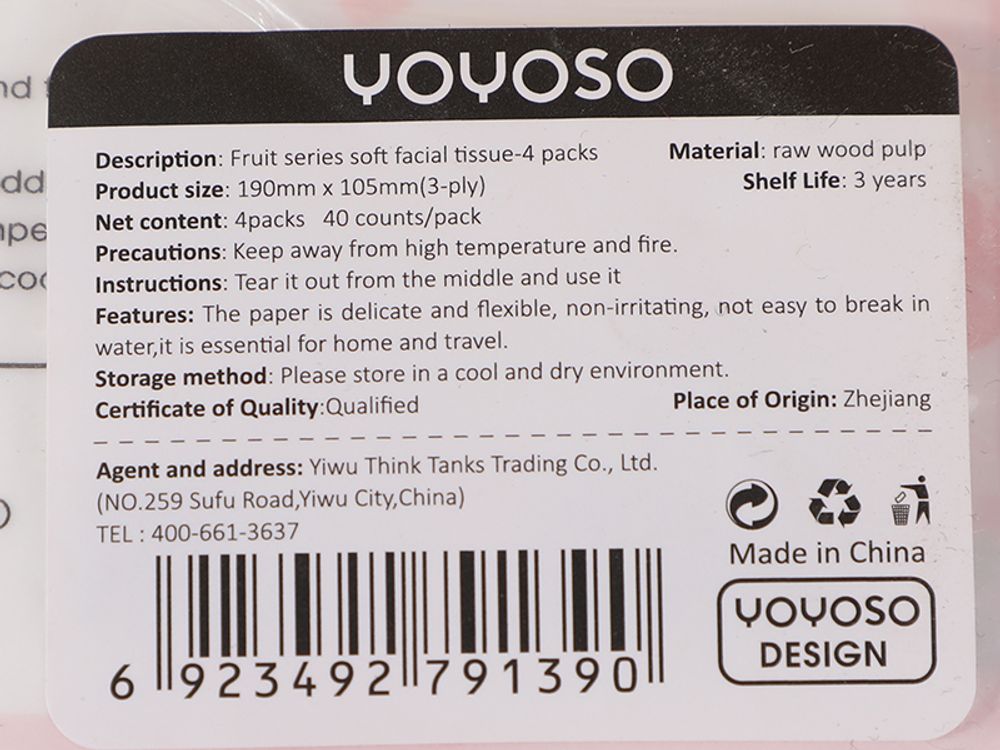 YOYOSO
Description: Fruit series soft facial tissue-4 packs
Material: raw wood pulp
Product size: 190mm x 105mm(3-ply)
Shelf Life: 3 years
Net content: 4packs 40 counts/pack
Precautions: Keep away from high temperature and fire.
Instructions: Tear it out from the middle and use it
Features: The paper is delicate and flexible, non-irritating, not easy to break in
water,it is essential for home and travel.
Storage method: Please store in a cool and dry environment.
Certificate of Quality:Qualified
Place of Origin: Zhejiang
Agent and address: Yiwu Think Tanks Trading Co., Ltd.
(NO.259 Sufu Road,Yiwu City,China)
TEL : 400-661-3637
Made in China
YOYOSO
DESIGN
6 923492 791390